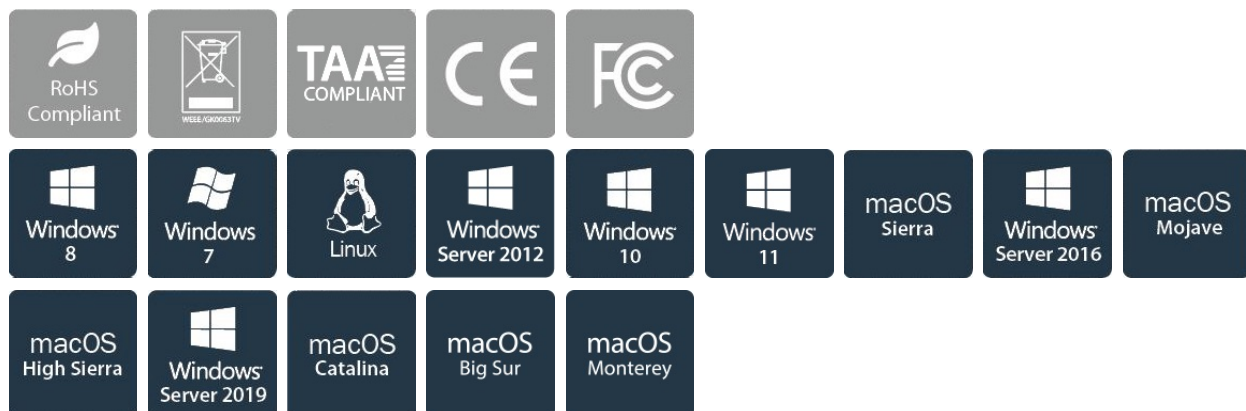 RoHS
Compliant
WEEE/GK0063TV
TAA
COMPLIANT
CE
FC
Windows
8
Windows
7
Linux
Windows
Server 2012
Windows
10
Windows
11
macOS
Sierra
Windows
Server 2016
macOS
Mojave
macOS
High Sierra
Windows
Server 2019
macOS
Catalina
macOS
Big Sur
macOS
Monterey